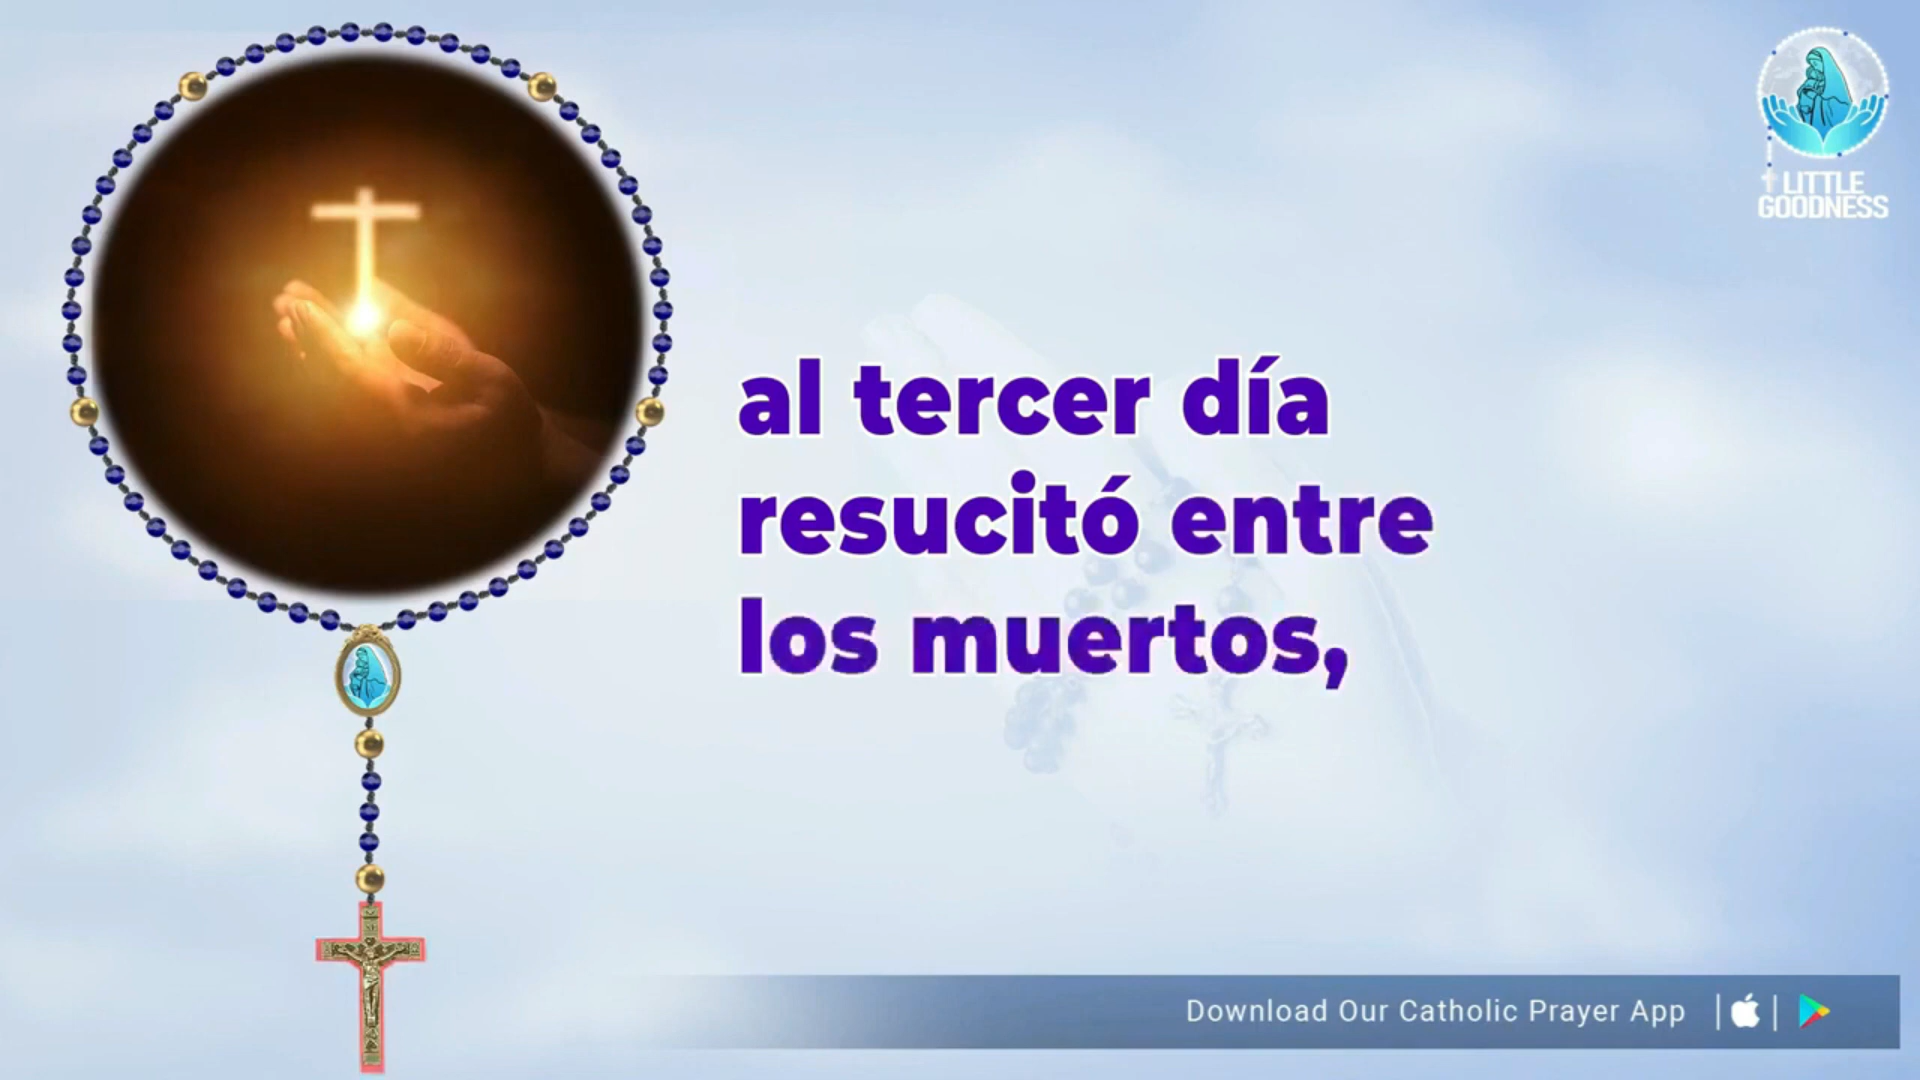 LITTLE
GOODNESS
al tercer día
resucitó entre
los muertos,
Download Our Catholic Prayer App